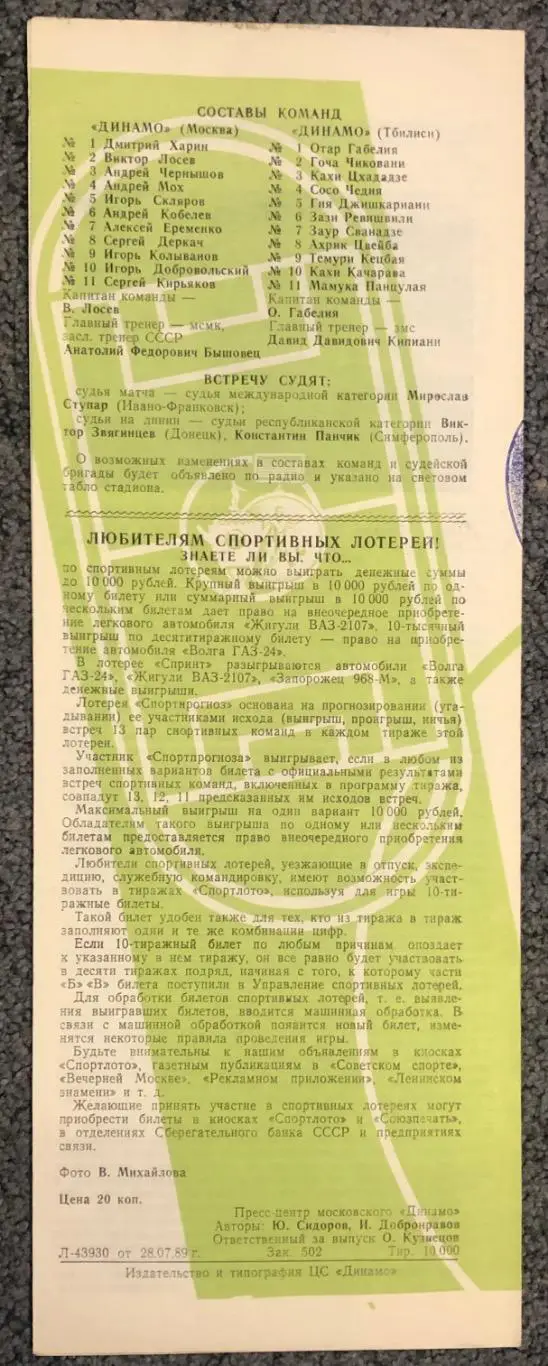 СОСТАВЫ КОМАНД
«ДИНАМО» (Москва)
№ 1 Дмитрий Харин
№ 2 Виктор Лосев
№ 3 Андрей Чернышов
№ 4 Андрей Мох
№ 5 Игорь Скляров
№ 6 Андрей Кобелев
№ 7 Алексей Еременко
№ 8 Сергей Деркач
№ 9 Игорь Колыванов
№ 10 Игорь Добровольский
№ 11 Сергей Кирьяков
Капитан команды —
В. Лосев
Главный тренер — мсмк,
засл. тренер СССР
Анатолий Федорович Бышовец
«ДИНАМО» (Тбилиси)
№ 1 Отар Габелия
№ 2 Гоча Чиковани
№ 3 Кахи Цхададзе
№ 4 Сосо Чедия
№ 5 Гия Джишкариани
№ 6 Зази Ревишвили
№ 7 Заур Сванадзе
№ 8 Ахрик Цвейба
№ 9 Темури Кецбая
№ 10 Кахи Качарава
№ 11 Мамука Панцулая
Капитан команды —
О. Габелия
Главный тренер — змс
Давид Давидович Кипиани
ВСТРЕЧУ СУДЯТ:
судья матча — судья международной категории Мирослав
Ступар (Ивано-Франковск);
судьи на линии — судьи республиканской категории Вик-
тор Звягинцев (Донецк), Константин Панчик (Симферополь).
О возможных изменениях в составах команд и судейской
бригады будет объявлено по радио и указано на световом
табло стадиона.
ЛЮБИТЕЛЯМ СПОРТИВНЫХ ЛОТЕРЕЙ!
ЗНАЕТЕ ЛИ ВЫ, ЧТО...
по спортивным лотереям можно выиграть денежные суммы
до 10 000 рублей. Крупный выигрыш в 10 000 рублей по од-
ному билету или суммарный выигрыш в 10 000 рублей по
нескольким билетам дает право на внеочередное приобрете-
ние легкового автомобиля «Жигули ВАЗ-2107». 10-тысячный
выигрыш по десятитиражному билету — право на приобре-
тение автомобиля «Волга ГАЗ-24».
В лотерее «Спринт» разыгрываются автомобили «Волга
ГАЗ-24», «Жигули ВАЗ-2107», «Запорожец 968-М», а также
денежные выигрыши.
Лотерея «Спортпрогноз» основана на прогнозировании (уга-
дывании) ее участниками исхода (выигрыш, проигрыш, ничья)
встреч 13 пар спортивных команд в каждом тираже этой
лотереи.
Участник «Спортпрогноза» выигрывает, если в любом из
заполненных вариантов билета с официальными результатами
встреч спортивных команд, включенных в программу тиража,
совпадут 13, 12, 11 предсказанных им исходов встреч.
Максимальный выигрыш на один вариант 10 000 рублей.
Обладателям такого выигрыша по одному или нескольким
билетам предоставляется право внеочередного приобретения
легкового автомобиля.
Любители спортивных лотерей, уезжающие в отпуск, экспе-
дицию, служебную командировку, имеют возможность участ-
вовать в тиражах «Спортлото», используя для игры 10-ти-
ражные билеты.
Такой билет удобен также для тех, кто из тиража в тираж
заполняют одни и те же комбинации цифр.
Если 10-тиражный билет по любым причинам опоздает
к указанному в нем тиражу, он все равно будет участвовать
в десяти тиражах подряд, начиная с того, к которому части
«Б» «В» билета поступили в Управление спортивных лотерей.
Для обработки билетов спортивных лотерей, т. е. выявле-
ния выигравших билетов, вводится машинная обработка. В
связи с машинной обработкой появится новый билет, изме-
нятся некоторые правила проведения игры.
Будьте внимательны к нашим объявлениям в киосках
«Спортлото», газетным публикациям в «Советском спорте»,
«Вечерней Москве», «Рекламном приложении», «Ленинском
знамени» и т. д.
Желающие принять участие в спортивных лотереях могут
приобрести билеты в киосках «Спортлото» и «Союзпечать»,
в отделениях Сберегательного банка СССР и предприятиях
связи.
Фото В. Михайлова
Цена 20 коп.
Пресс-центр московского «Динамо»
Авторы: Ю. Сидоров, И. Добронравов
Ответственный за выпуск О. Кузнецов
Л-43930 от 28.07.89 г. Зак. 502 Тир. 10 000
Издательство и типография ЦС «Динамо»